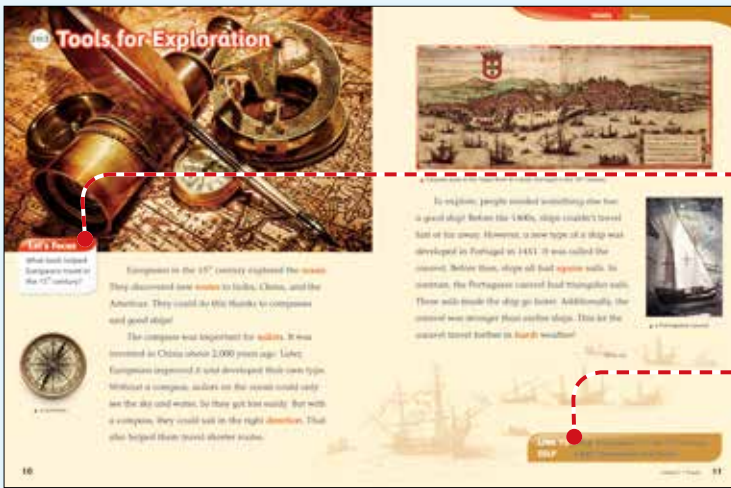 Tools for Exploration
Let's Focus
What tools helped
Europeans travel in
the 15th century?
Europeans in the 15th century explored the ocean.
They discovered new routes to India, China, and the
Americas. They could do this thanks to compasses
and good ships!
The compass was important for sailors. It was
invented in China about 2,000 years ago. Later,
Europeans improved it and developed their own type.
Without a compass, sailors on the ocean could only
see the sky and water. So they got lost easily. But with
a compass, they could sail in the right direction. That
also helped them travel shorter routes.
10
To explore, people needed something else too:
a good ship! Before the 1400s, ships couldn't travel
fast or far away. However, a new type of a ship was
developed in Portugal in 1451. It was called the
caravel. Before then, ships all had square sails. In
contrast, the Portuguese caravel had triangular sails.
These sails made the ship go faster. Additionally, the
caravel was stronger than earlier ships. This let the
caravel travel further in harsh weather!
a Portuguese caravel
11